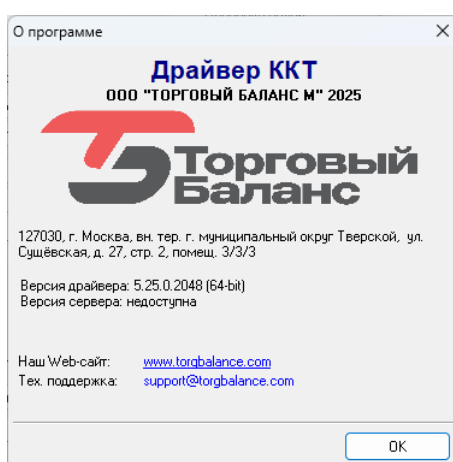 О программе
Драйвер ККТ
ООО "ТОРГОВЫЙ БАЛАНС М" 2025
Торговый
Баланс
127030, г. Москва, вн. тер. г. муниципальный округ Тверской, ул.
Сущёвская, д. 27, стр. 2, помещ. 3/3/3
Версия драйвера: 5.25.0.2048 (64-bit)
Версия сервера: недоступна
Наш Web-сайт: www.torgbalance.com
Тех. поддержка: support@torgbalance.com
OK